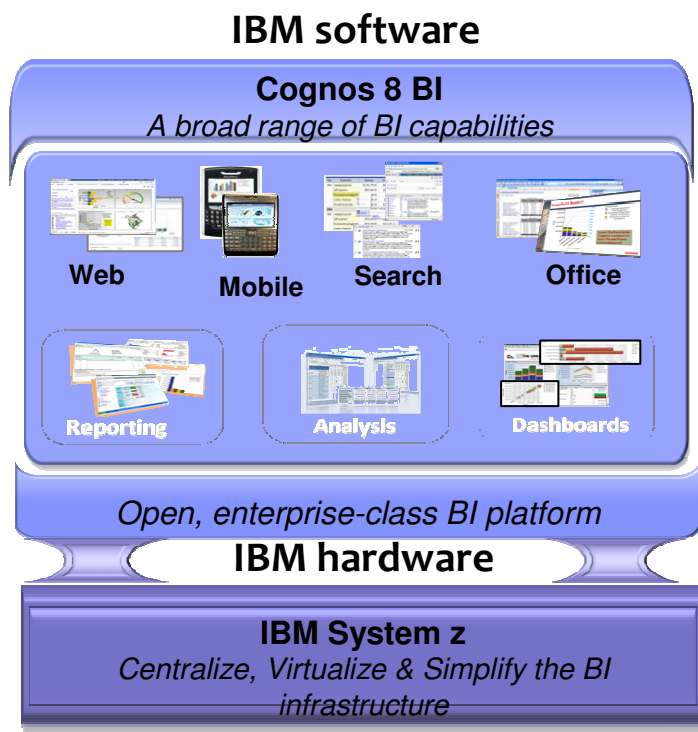 IBM software
Cognos 8 BI
A broad range of BI capabilities
Web
Mobile
Search
Office
Reporting
Analysis
Dashboards
Open, enterprise-class BI platform
IBM hardware
IBM System z
Centralize, Virtualize & Simplify the BI
infrastructure